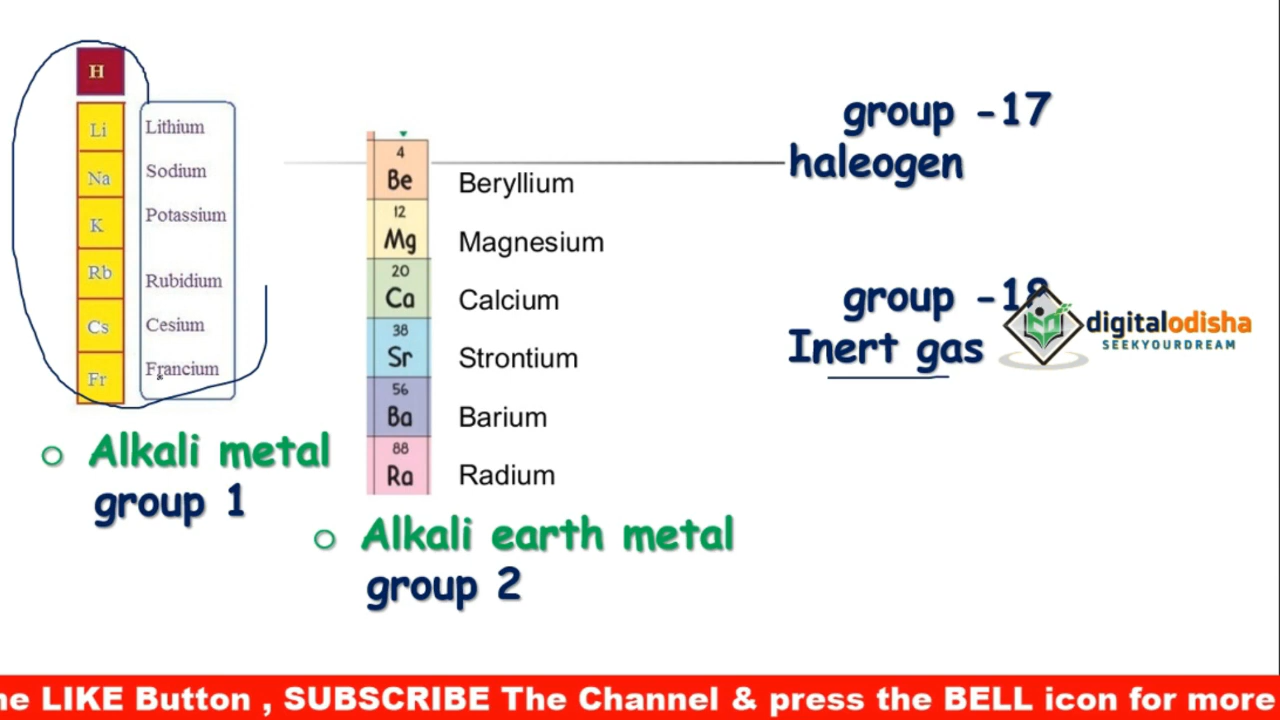 H
Li
Na
K
Rb
Cs
Fr
Lithium
Sodium
Potassium
Rubidium
Cesium
Francium
Alkali metal
group 1
4
Be
12
Mg
20
Ca
38
Sr
56
Ba
88
Ra
Beryllium
Magnesium
Calcium
Strontium
Barium
Radium
Alkali earth metal
group 2
group -17
haleogen
group -18
Inert gas
digitalodisha
SEEKYOURDREAM
LIKE Button , SUBSCRIBE The Channel & press the BELL icon for more